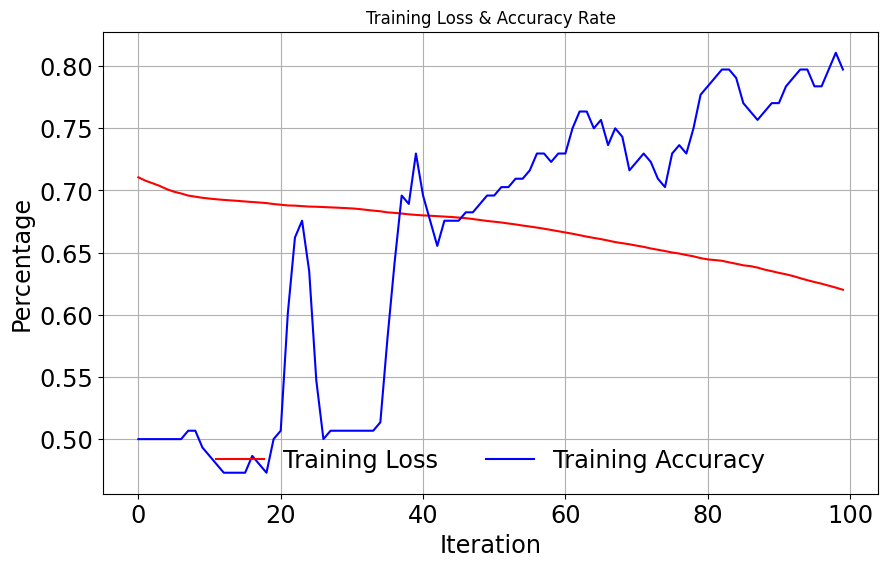 Training Loss & Accuracy Rate
0.80
0.75
0.70
0.65
0.60
0.55
0.50
Percentage
Training Loss
Training Accuracy
0 20 40 60 80 100
Iteration